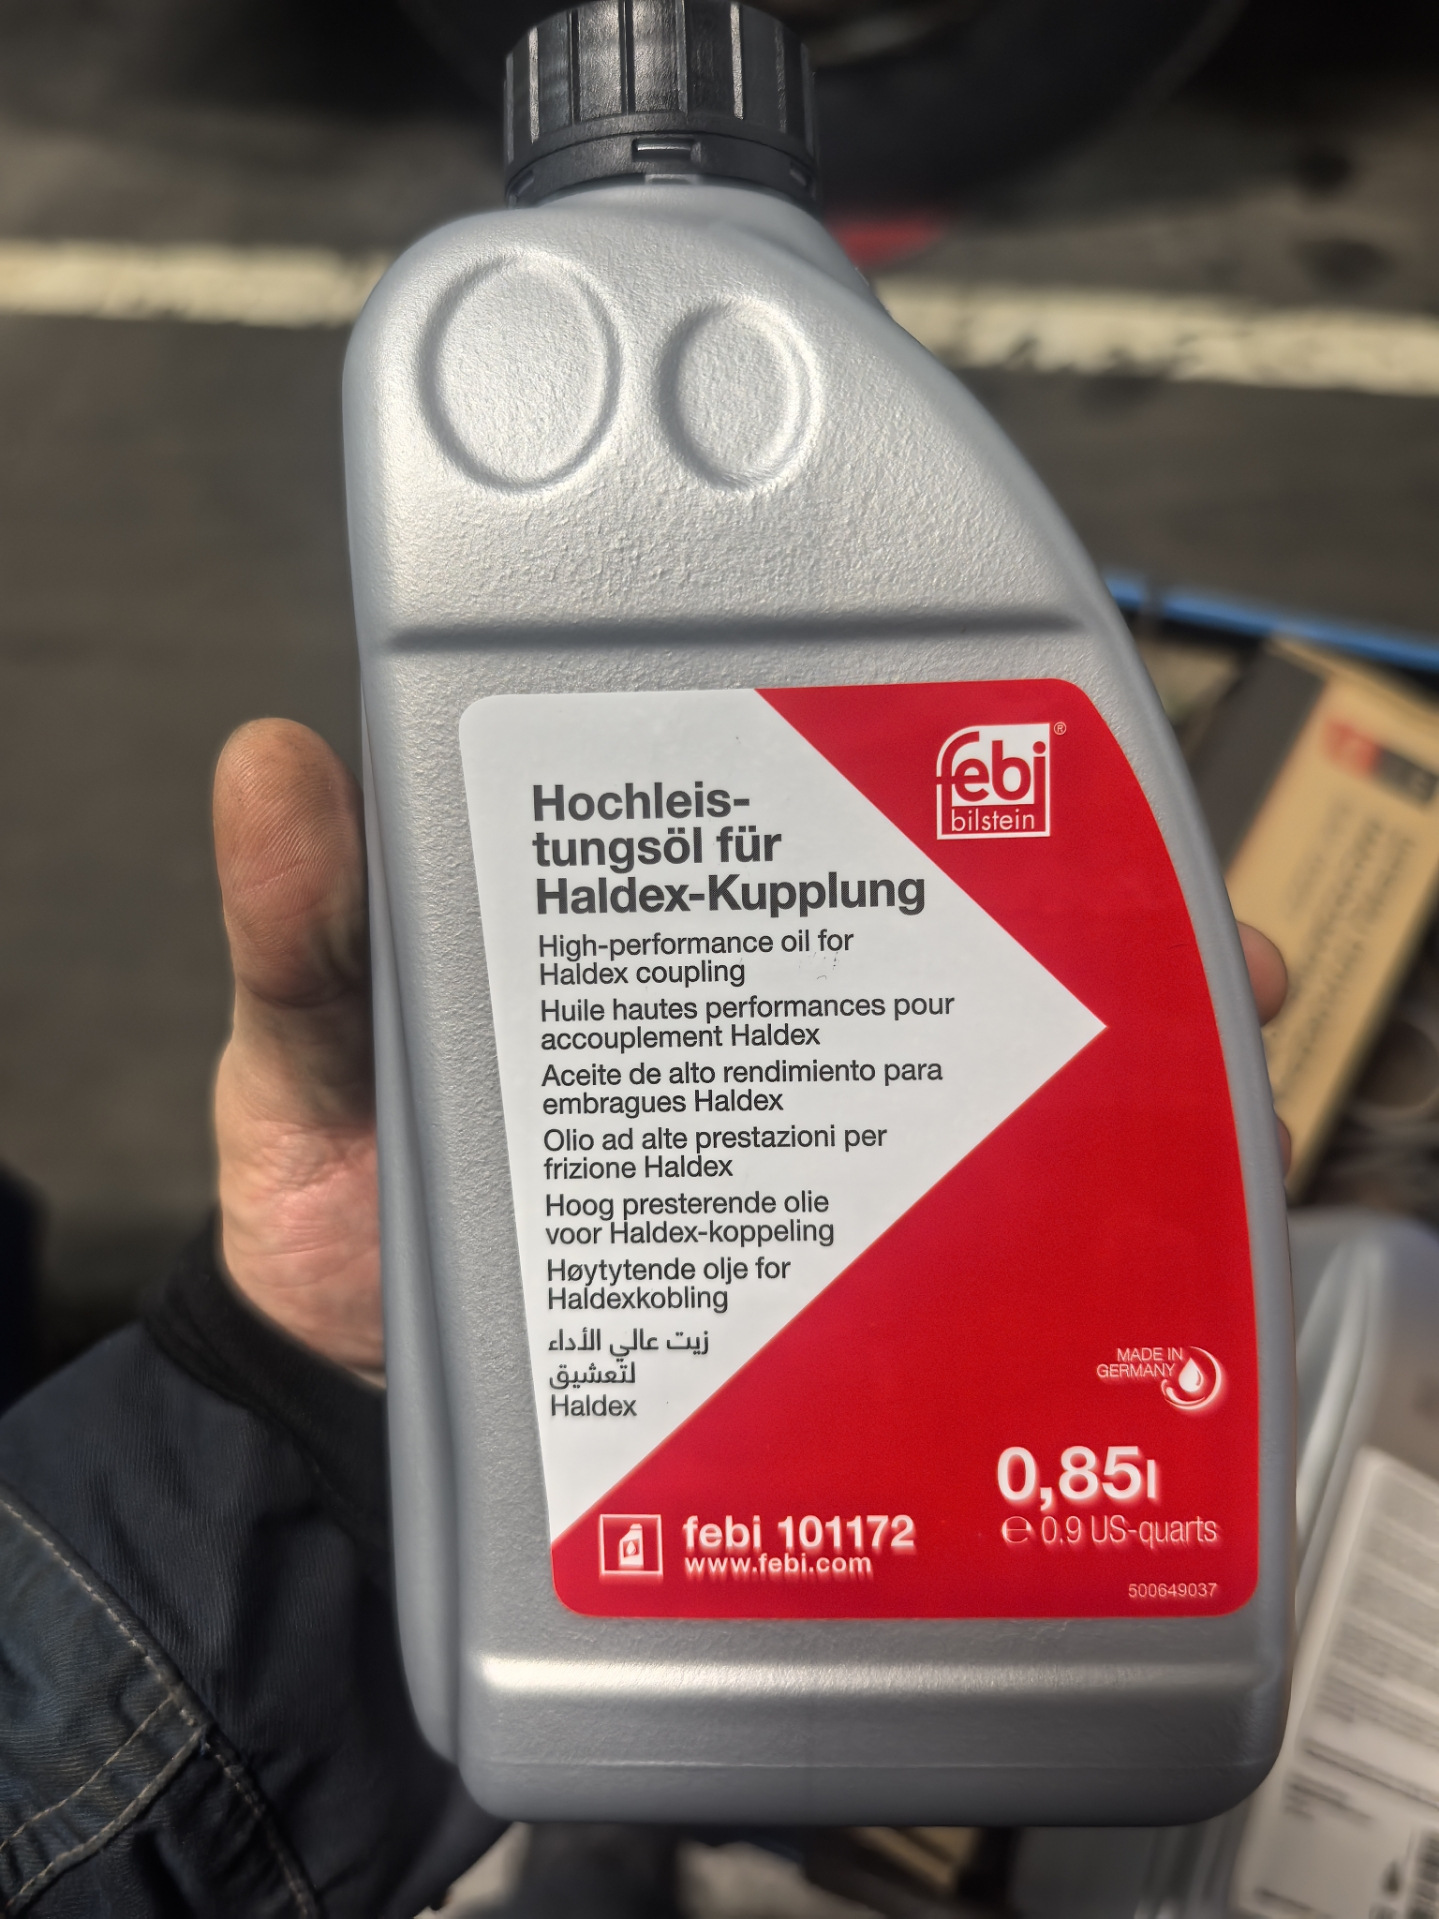 febi®
bilstein
Hochleis-
tungsöl für
Haldex-Kupplung
High-performance oil for
Haldex coupling
Huile hautes performances pour
accouplement Haldex
Aceite de alto rendimiento para
embragues Haldex
Olio ad alte prestazioni per
frizione Haldex
Hoog presterende olie
voor Haldex-koppeling
Høytytende olje for
Haldexkobling
زيت عالي الأداء
لتعشيق
Haldex
MADE IN
GERMANY
0,85l
℮ 0.9 US-quarts
febi 101172
www.febi.com
500649037